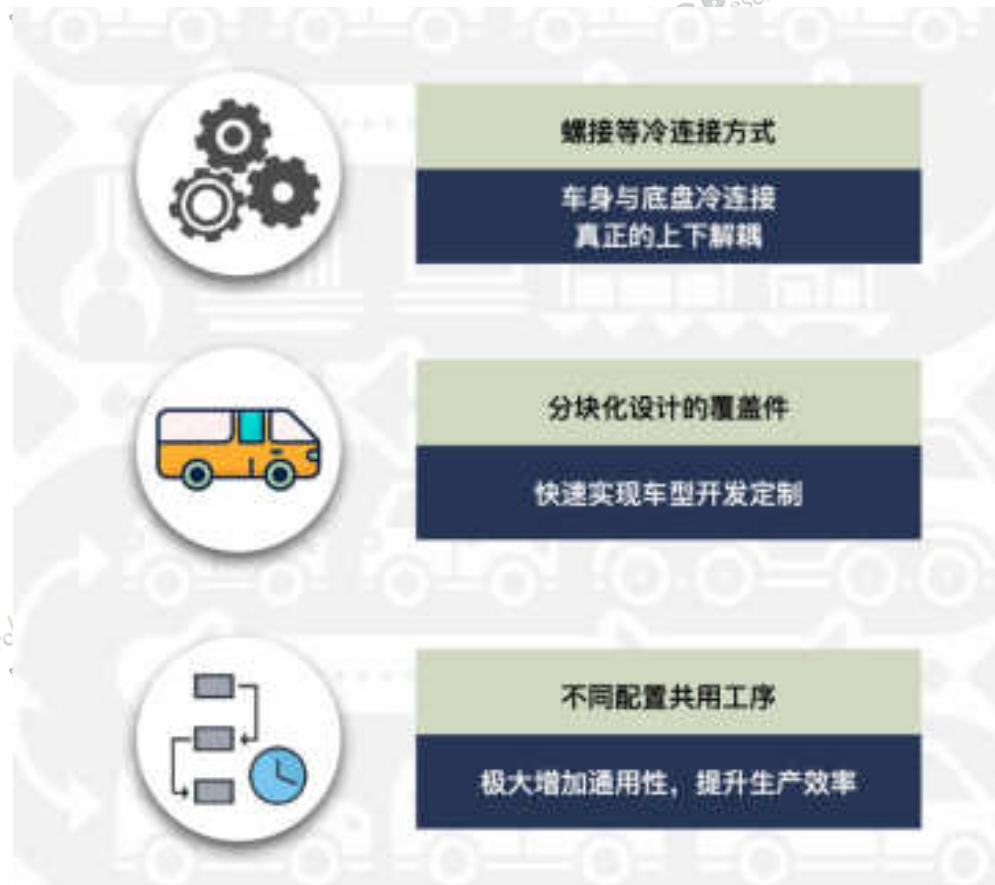 螺接等冷连接方式
车身与底盘冷连接
真正的上下解耦
分块化设计的覆盖件
快速实现车型开发定制
不同配置共用工序
极大增加通用性，提升生产效率